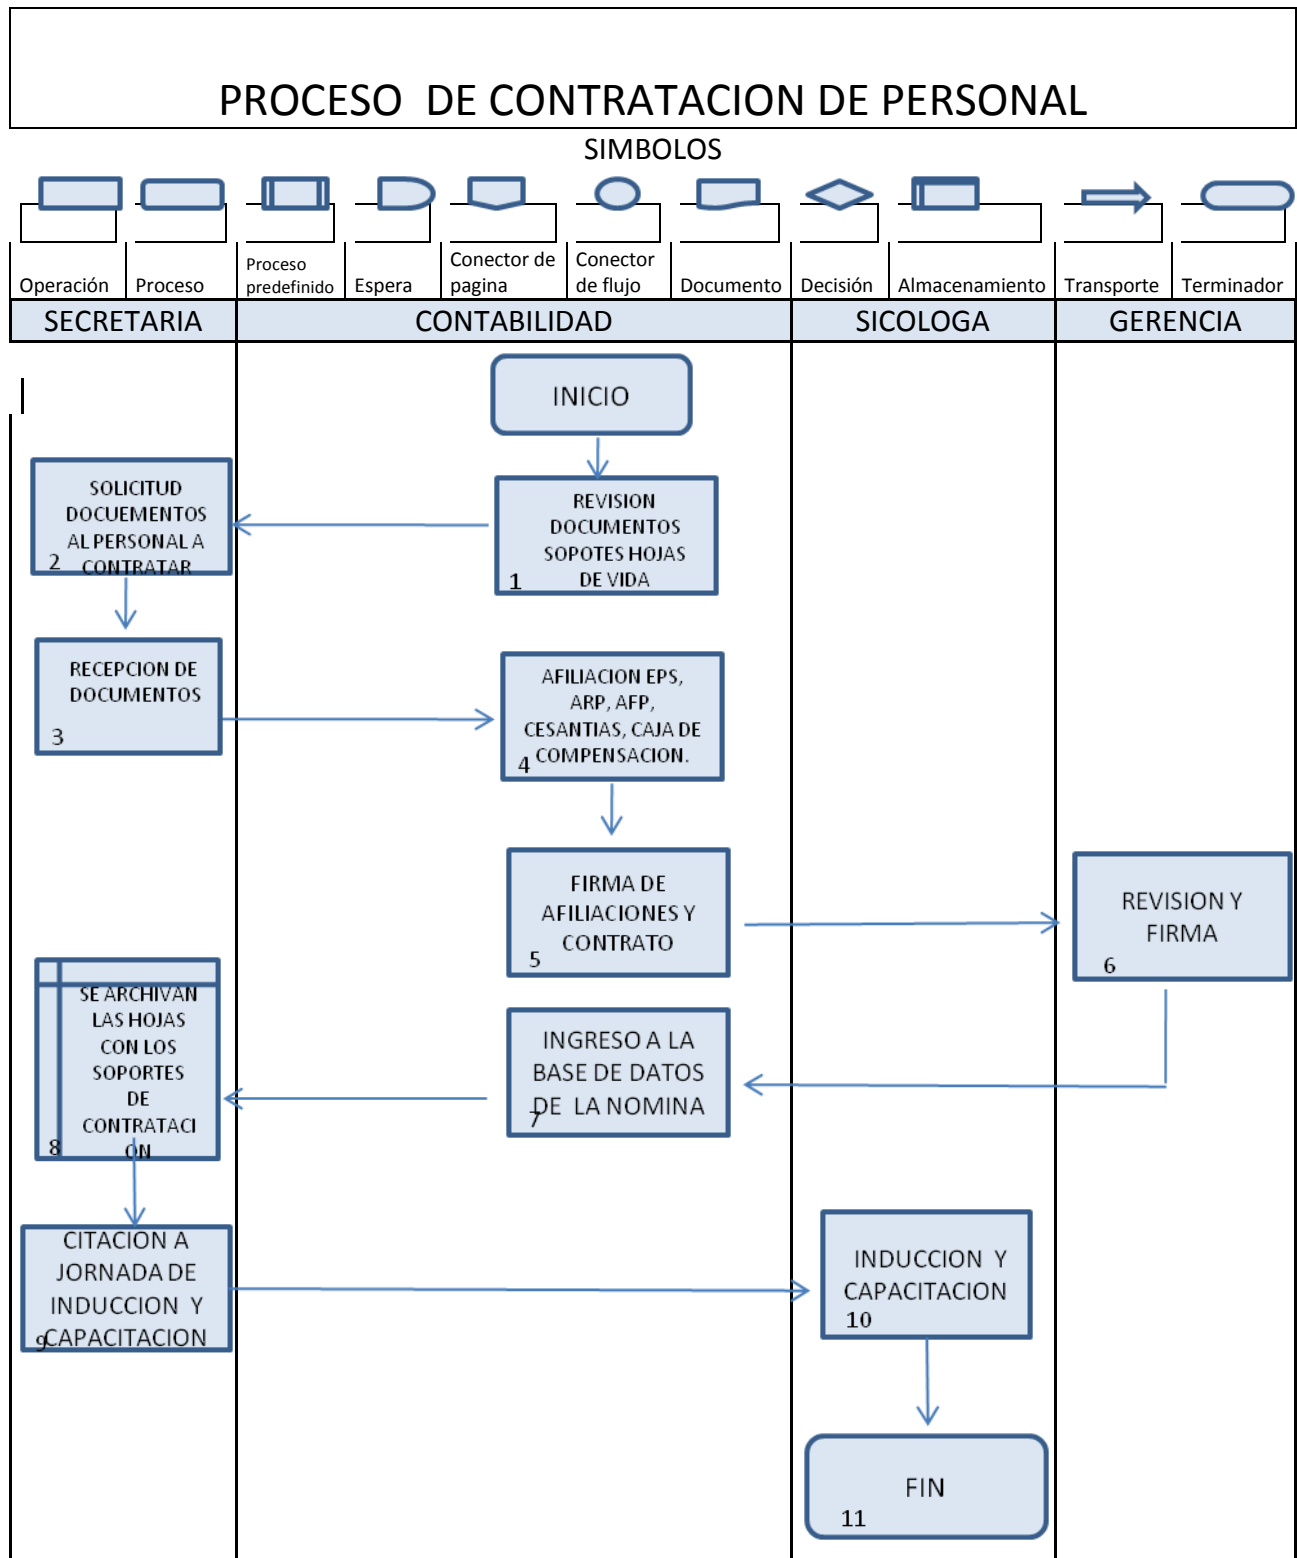 PROCESO  DE CONTRATACION DE PERSONAL
SIMBOLOS
Operación
Proceso
Proceso
predefinido
Espera
Conector de
pagina
Conector
de flujo
Documento
Decisión
Almacenamiento
Transporte
Terminador
SECRETARIA
CONTABILIDAD
SICOLOGA
GERENCIA
INICIO
REVISION
DOCUMENTOS
SOPOTES HOJAS
DE VIDA
1
SOLICITUD
DOCUEMENTOS
AL PERSONAL A
CONTRATAR
2
RECEPCION DE
DOCUMENTOS
3
AFILIACION EPS,
ARP, AFP,
CESANTIAS, CAJA DE
COMPENSACION.
4
FIRMA DE
AFILIACIONES Y
CONTRATO
5
REVISION Y
FIRMA
6
INGRESO A LA
BASE DE DATOS
DE  LA NOMINA
7
SE ARCHIVAN
LAS HOJAS
CON LOS
SOPORTES
DE
CONTRATACI
ON
8
CITACION A
JORNADA DE
INDUCCION  Y
CAPACITACION
9
INDUCCION  Y
CAPACITACION
10
FIN
11